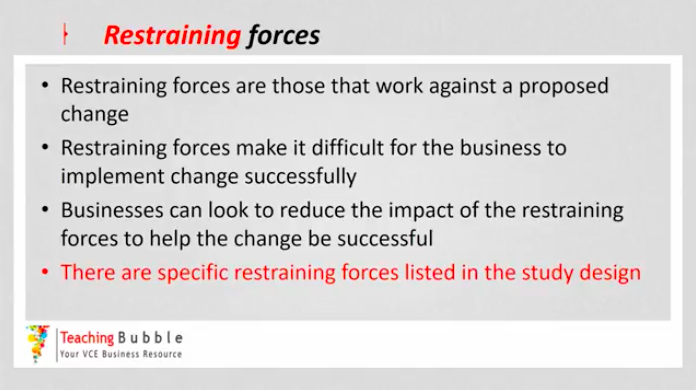 Restraining forces
• Restraining forces are those that work against a proposed
change
• Restraining forces make it difficult for the business to
implement change successfully
• Businesses can look to reduce the impact of the restraining
forces to help the change be successful
• There are specific restraining forces listed in the study design
Teaching Bubble
Your VCE Business Resource